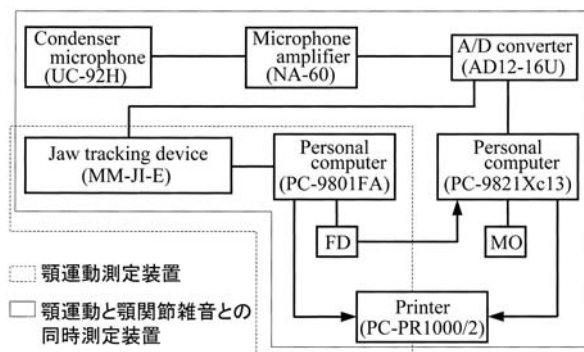 Condenser
microphone
(UC-92H)
Microphone
amplifier
(NA-60)
A/D converter
(AD12-16U)
Jaw tracking device
(MM-JI-E)
Personal
computer
(PC-9801FA)
Personal
computer
(PC-9821Xc13)
FD
MO
Printer
(PC-PR1000/2)
顎運動測定装置
顎運動と顎関節雑音との
同時測定装置